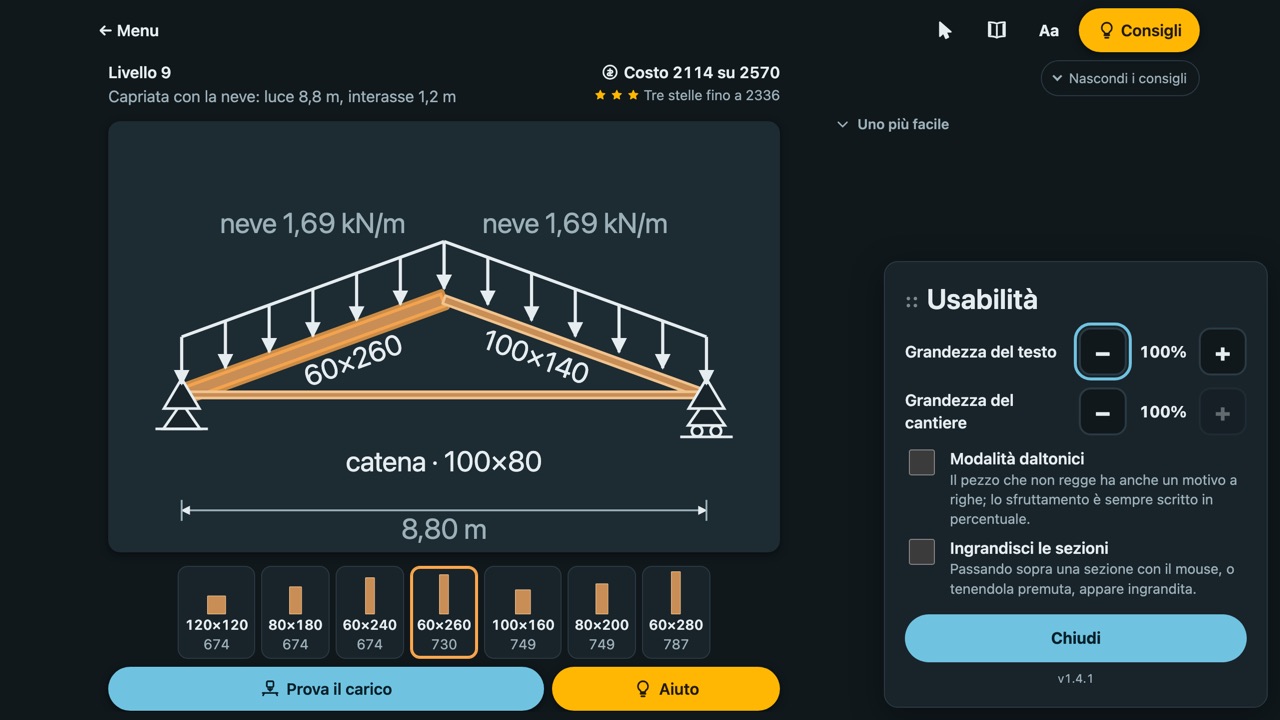 Menu
Aa
Consigli
Livello 9
Costo 2114 su 2570
Nascondi i consigli
Capriata con la neve: luce 8,8 m, interasse 1,2 m
Tre stelle fino a 2336
Uno più facile
neve 1,69 kN/m
neve 1,69 kN/m
60×260
100×140
catena · 100×80
8,80 m
120×120
674
80×180
674
60×240
674
60×260
730
100×160
749
80×200
749
60×280
787
Prova il carico
Aiuto
Usabilità
Grandezza del testo
− 100% +
Grandezza del
cantiere
− 100% +
Modalità daltonici
Il pezzo che non regge ha anche un motivo a
righe; lo sfruttamento è sempre scritto in
percentuale.
Ingrandisci le sezioni
Passando sopra una sezione con il mouse, o
tenendola premuta, appare ingrandita.
Chiudi
v1.4.1